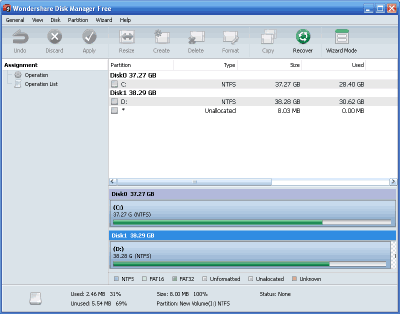 Wondershare Disk Manager Free
General View Disk Partition Wizard Help
Undo Discard Apply Resize Create Delete Format Copy Recover Wizard Mode
Assignment
Operation
Operation List
Partition Type Size Used
Disk0 37.27 GB
C: NTFS 37.27 GB 28.40 GB
Disk1 38.29 GB
D: NTFS 38.28 GB 30.62 GB
* Unallocated 8.03 MB 0.00 MB
Disk0 37.27 GB
(C:)
37.27 G (NTFS)
Disk1 38.29 GB
(D:)
38.28 G (NTFS)
NTFS FAT16 FAT32 Unformatted Unallocated Unknown
Used: 2.46 MB 31% Size: 8.00 MB 100% Status: None
Unused: 5.54 MB 69% Partition: New Volume(I:) NTFS